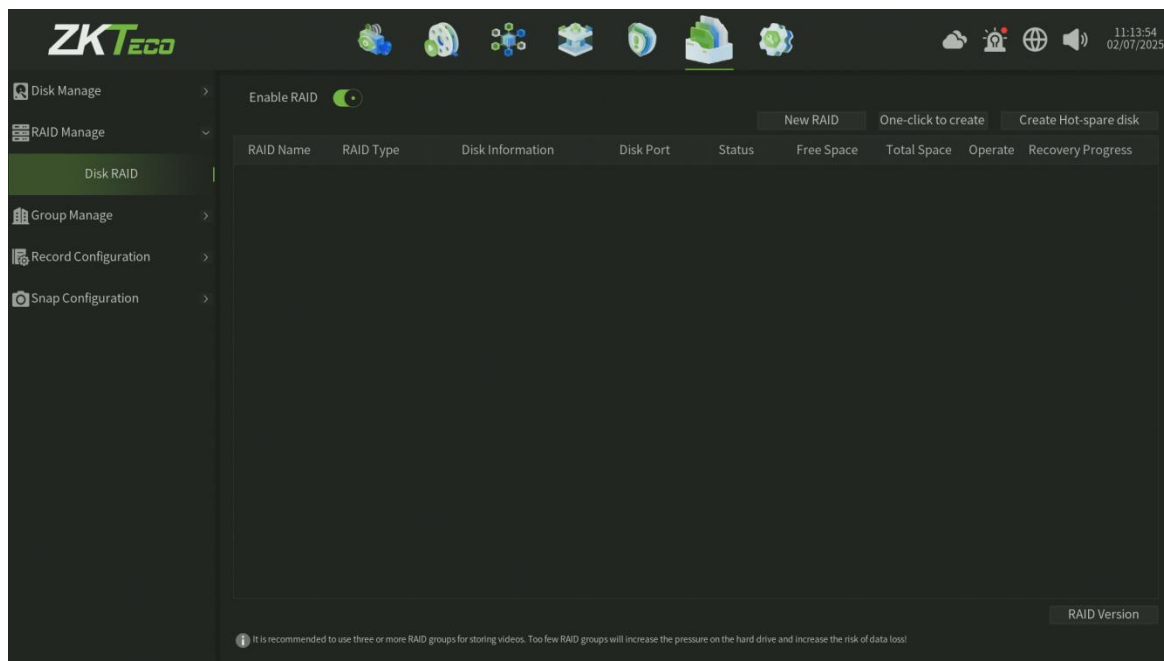 ZKTeco
11:13:54
02/07/2025
Disk Manage
RAID Manage
Disk RAID
Group Manage
Record Configuration
Snap Configuration
Enable RAID
New RAID One-click to create Create Hot-spare disk
RAID Name RAID Type Disk Information Disk Port Status Free Space Total Space Operate Recovery Progress
RAID Version
It is recommended to use three or more RAID groups for storing videos. Too few RAID groups will increase the pressure on the hard drive and increase the risk of data loss!